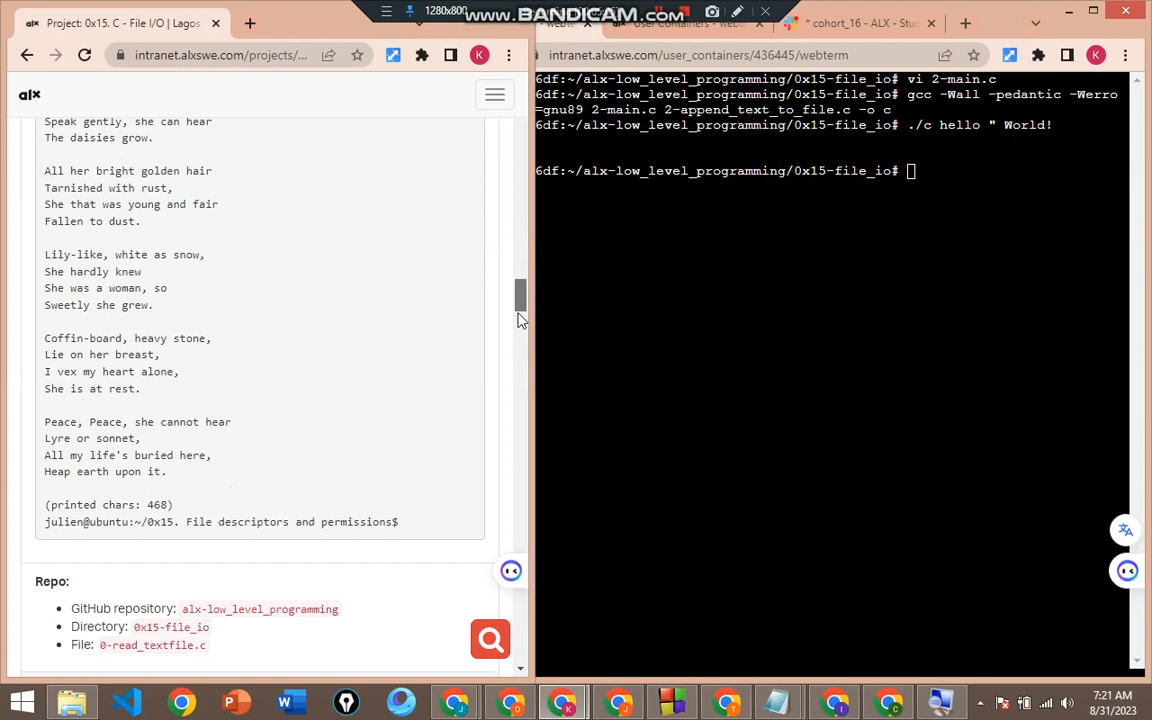 www.BANDICAM.com
1280x800
Project: 0x15. C - File I/O | Lagos
* cohort_16 - ALX - Stu
intranet.alxswe.com/projects/...
intranet.alxswe.com/user_containers/436445/webterm
K
K
alx
Speak gently, she can hear
The daisies grow.
All her bright golden hair
Tarnished with rust,
She that was young and fair
Fallen to dust.
Lily-like, white as snow,
She hardly knew
She was a woman, so
Sweetly she grew.
Coffin-board, heavy stone,
Lie on her breast,
I vex my heart alone,
She is at rest.
Peace, Peace, she cannot hear
Lyre or sonnet,
All my life's buried here,
Heap earth upon it.
(printed chars: 468)
julien@ubuntu:~/0x15. File descriptors and permissions$
Repo:
GitHub repository: alx-low_level_programming
Directory: 0x15-file_io
File: 0-read_textfile.c
6df:~/alx-low_level_programming/0x15-file_io# vi 2-main.c
6df:~/alx-low_level_programming/0x15-file_io# gcc -Wall -pedantic -Werro
=gnu89 2-main.c 2-append_text_to_file.c -o c
6df:~/alx-low_level_programming/0x15-file_io# ./c hello " World!
6df:~/alx-low_level_programming/0x15-file_io#
7:21 AM
8/31/2023